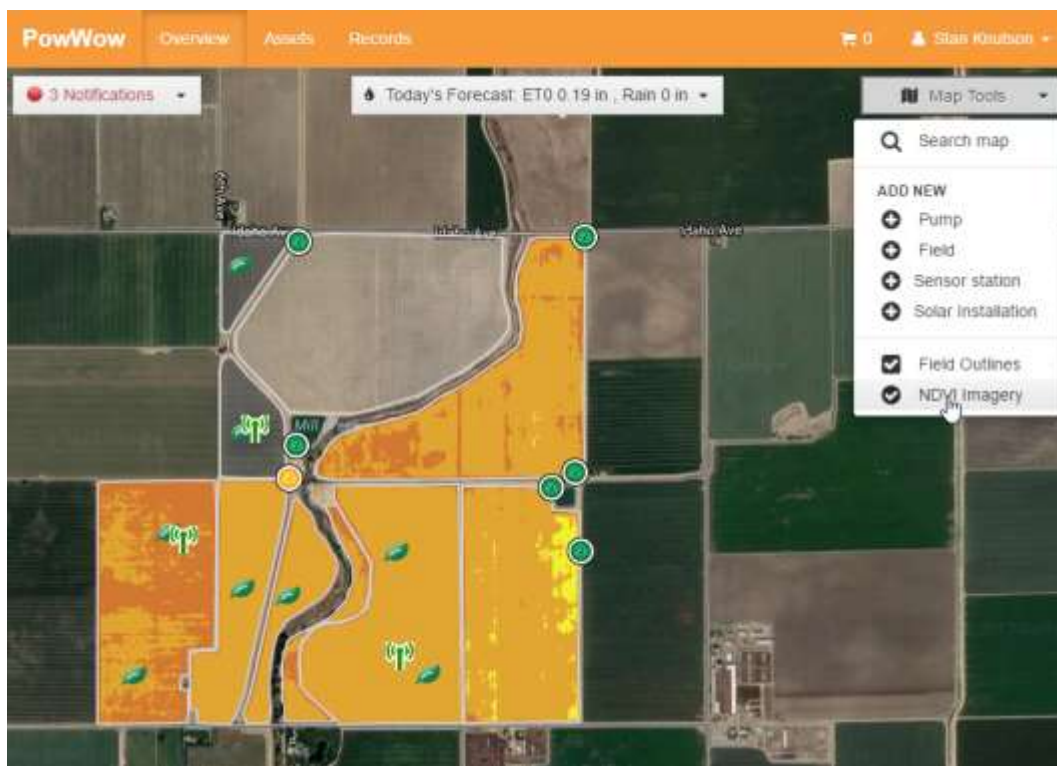 PowWow Overview Assets Records 0 Stan Knutson
3 Notifications
Today's Forecast: ET0 0.19 in , Rain 0 in
Map Tools
Search map
ADD NEW
Pump
Field
Sensor station
Solar Installation
Field Outlines
NDVI Imagery
Idaho Ave
Idaho Ave
Mill